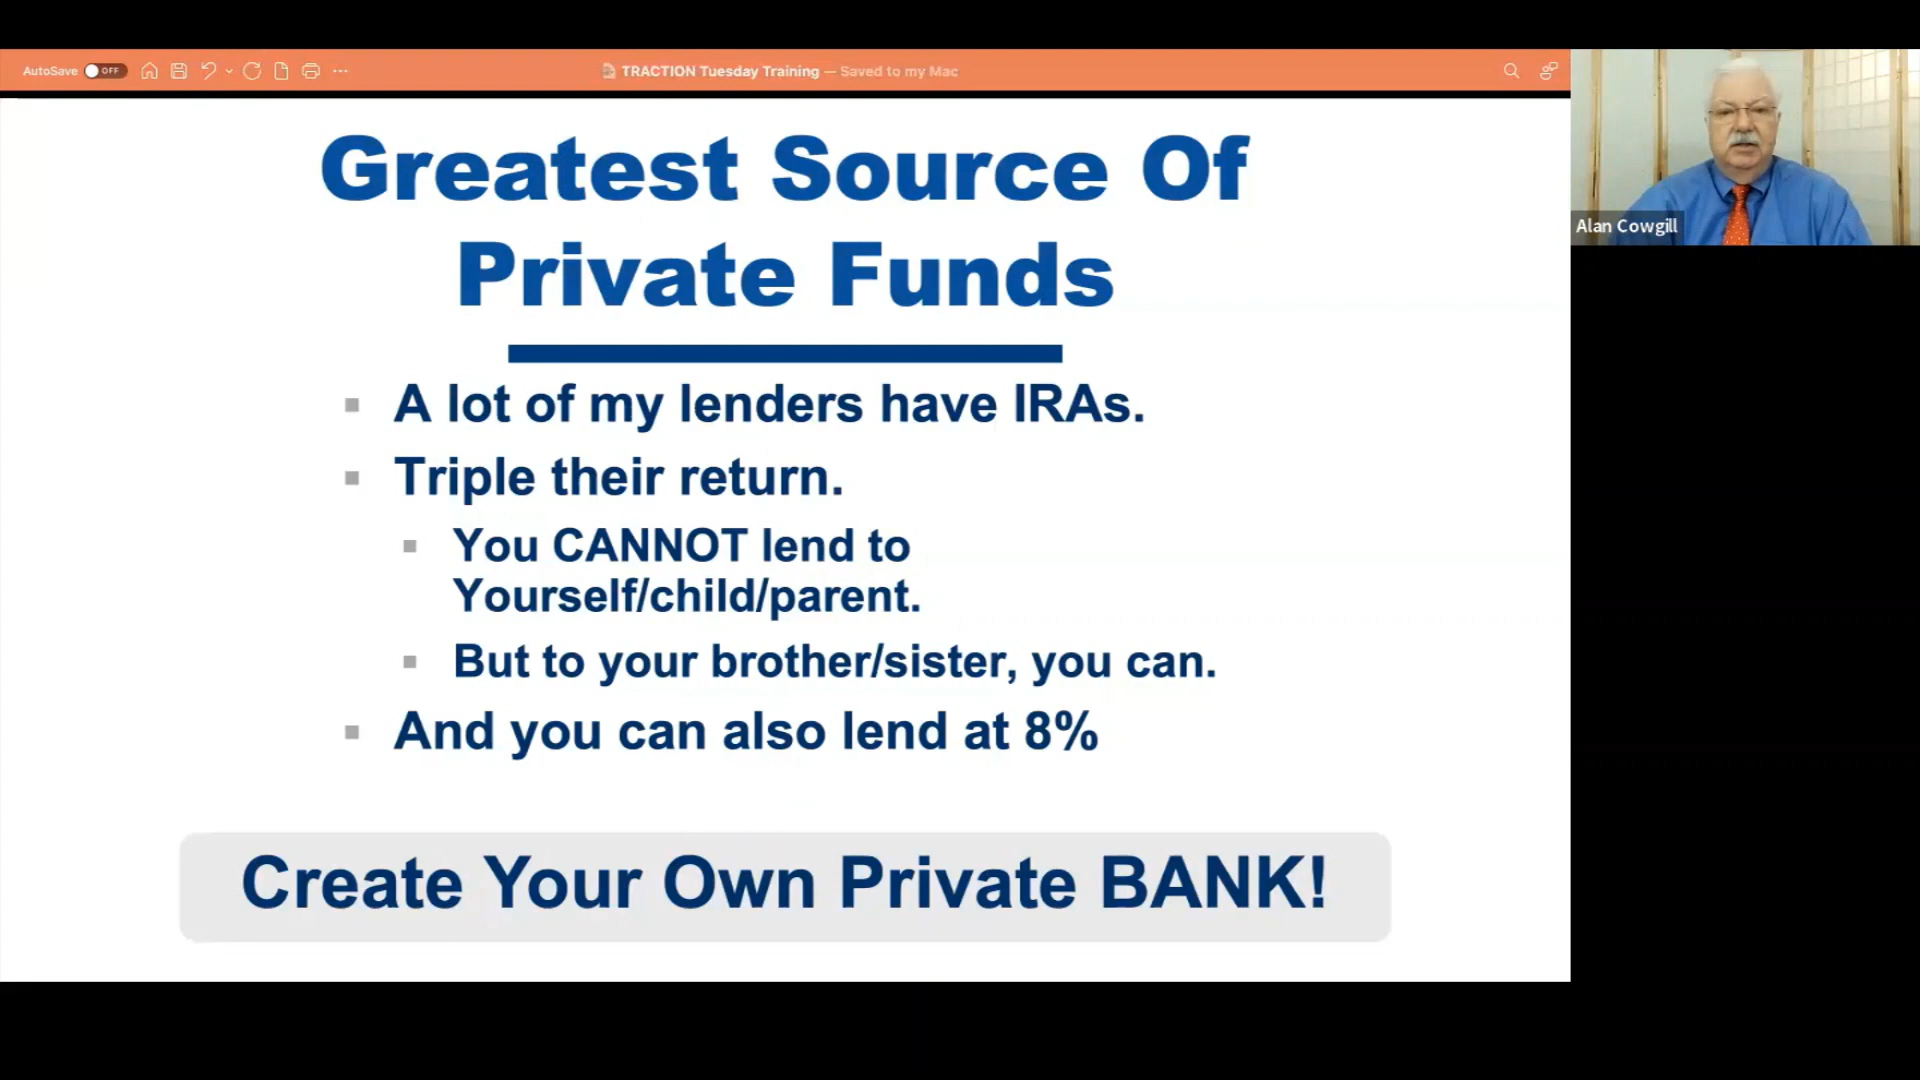 AutoSave OFF TRACTION Tuesday Training — Saved to my Mac
Greatest Source Of
Private Funds
A lot of my lenders have IRAs.
Triple their return.
You CANNOT lend to
Yourself/child/parent.
But to your brother/sister, you can.
And you can also lend at 8%
Create Your Own Private BANK!
Alan Cowgill